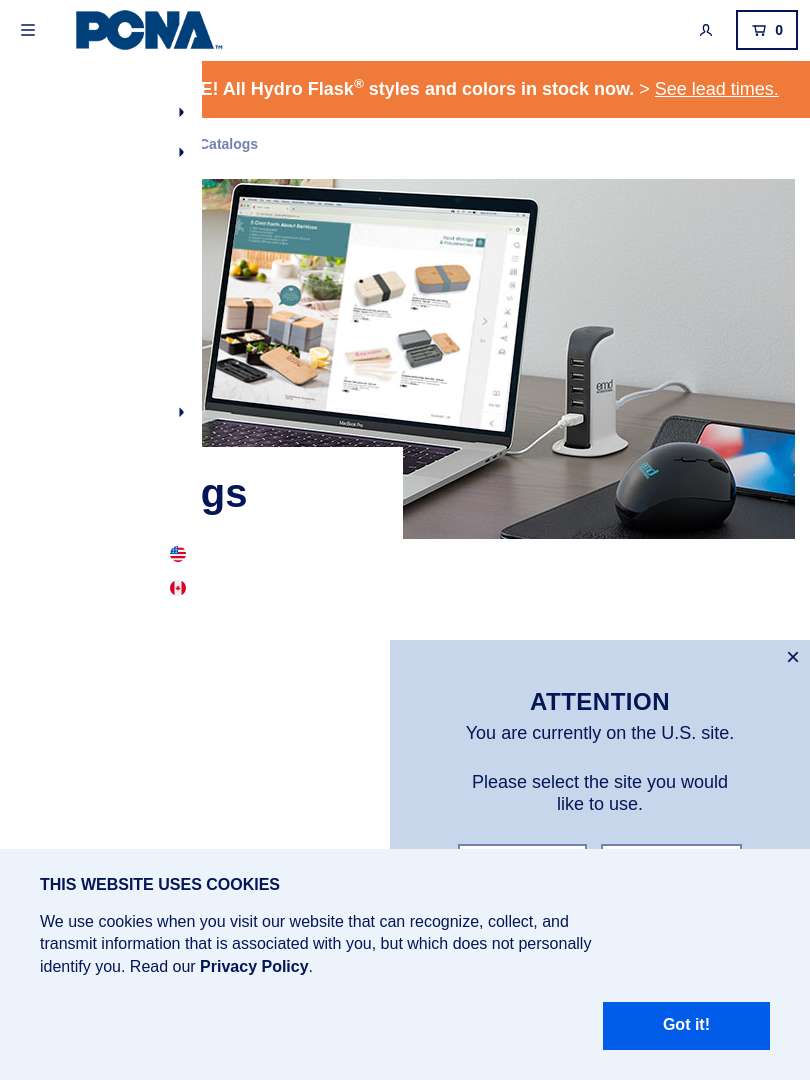 PCNA™
0
E! All Hydro Flask® styles and colors in stock now. > See lead times.
Catalogs
5 Cool Facts About Bamboo
food storage
MacBook Pro
emd
gs
×
ATTENTION
You are currently on the U.S. site.
Please select the site you would
like to use.
THIS WEBSITE USES COOKIES
We use cookies when you visit our website that can recognize, collect, and
transmit information that is associated with you, but which does not personally
identify you. Read our Privacy Policy.
Got it!